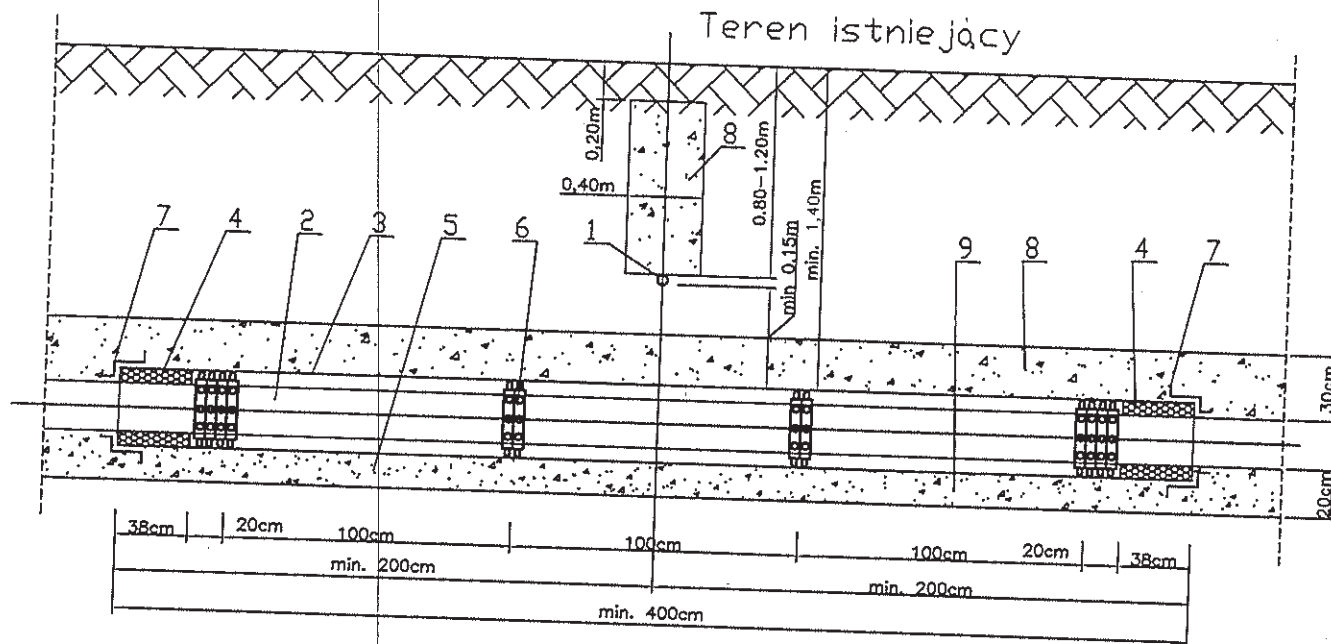 Teren istniejący
0,20m
8
0,40m
0.80-1.20m
min 0.15m
min. 1,40m
7
4
2
3
5
6
1
9
8
4
7
30cm
20cm
38cm
20cm
100cm
100cm
100cm
20cm
38cm
min. 200cm
min. 200cm
min. 400cm